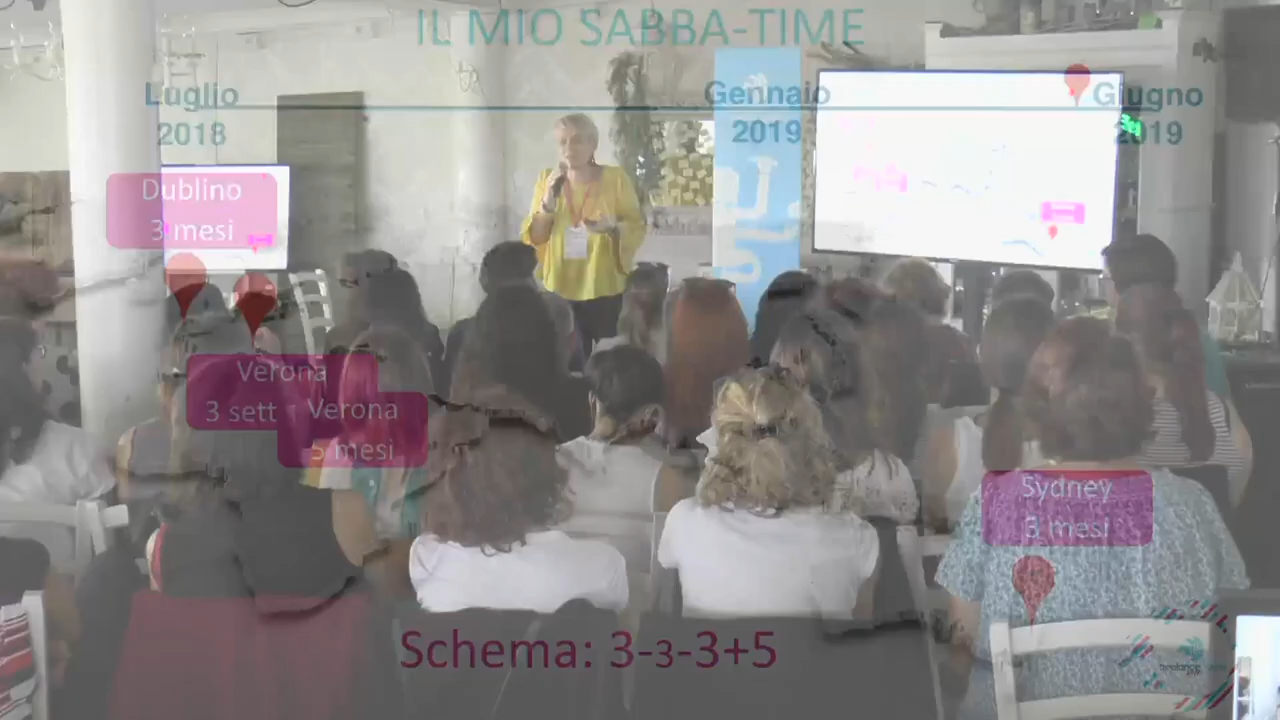 IL MIO SABBA-TIME
Luglio
2018
Gennaio
2019
Giugno
2019
Dublino
3 mesi
Verona
3 sett
Verona
5 mesi
Sydney
3 mesi
Schema: 3-3-3+5